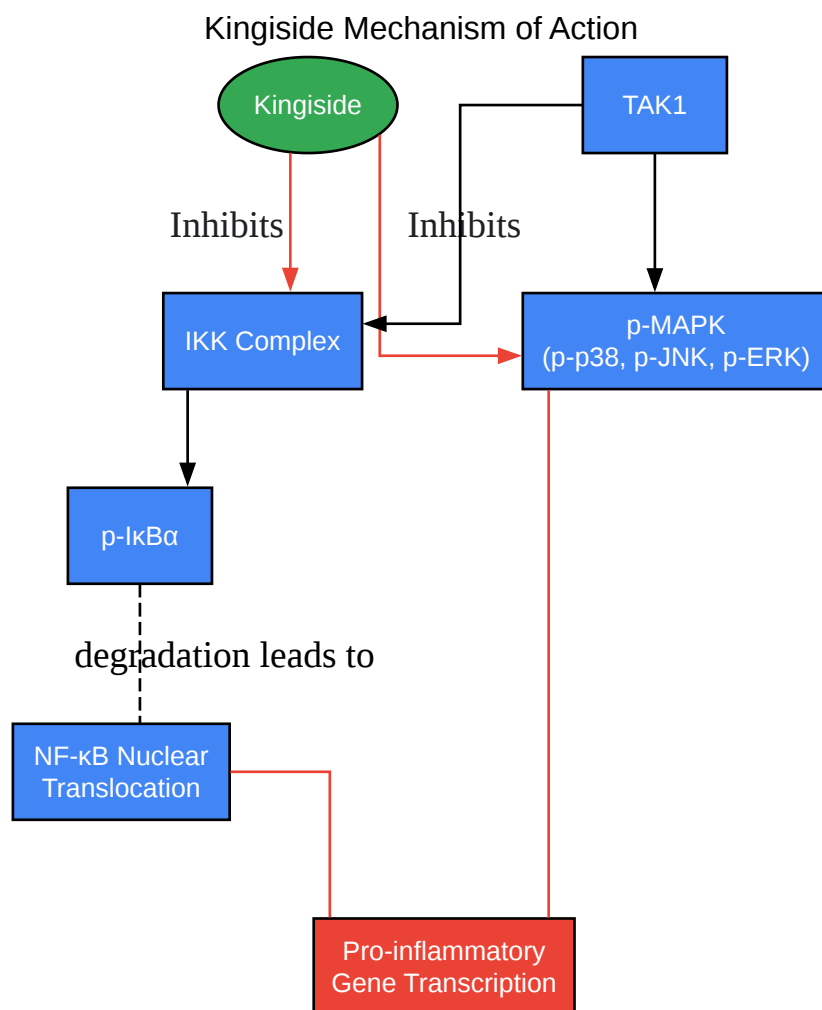 Kingiside Mechanism of Action
Kingiside
TAK1
Inhibits
Inhibits
IKK Complex
p-MAPK
(p-p38, p-JNK, p-ERK)
p-IκBα
degradation leads to
NF-κB Nuclear
Translocation
Pro-inflammatory
Gene Transcription